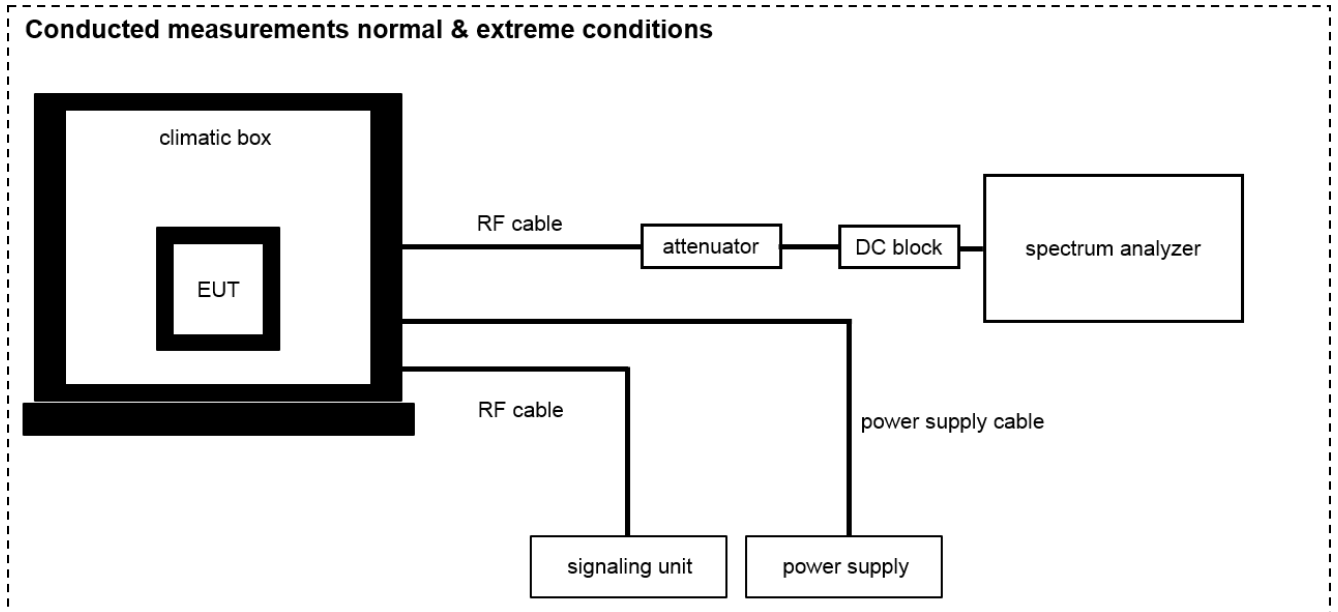 Conducted measurements normal & extreme conditions
climatic box
EUT
RF cable
attenuator
DC block
spectrum analyzer
RF cable
power supply cable
signaling unit
power supply